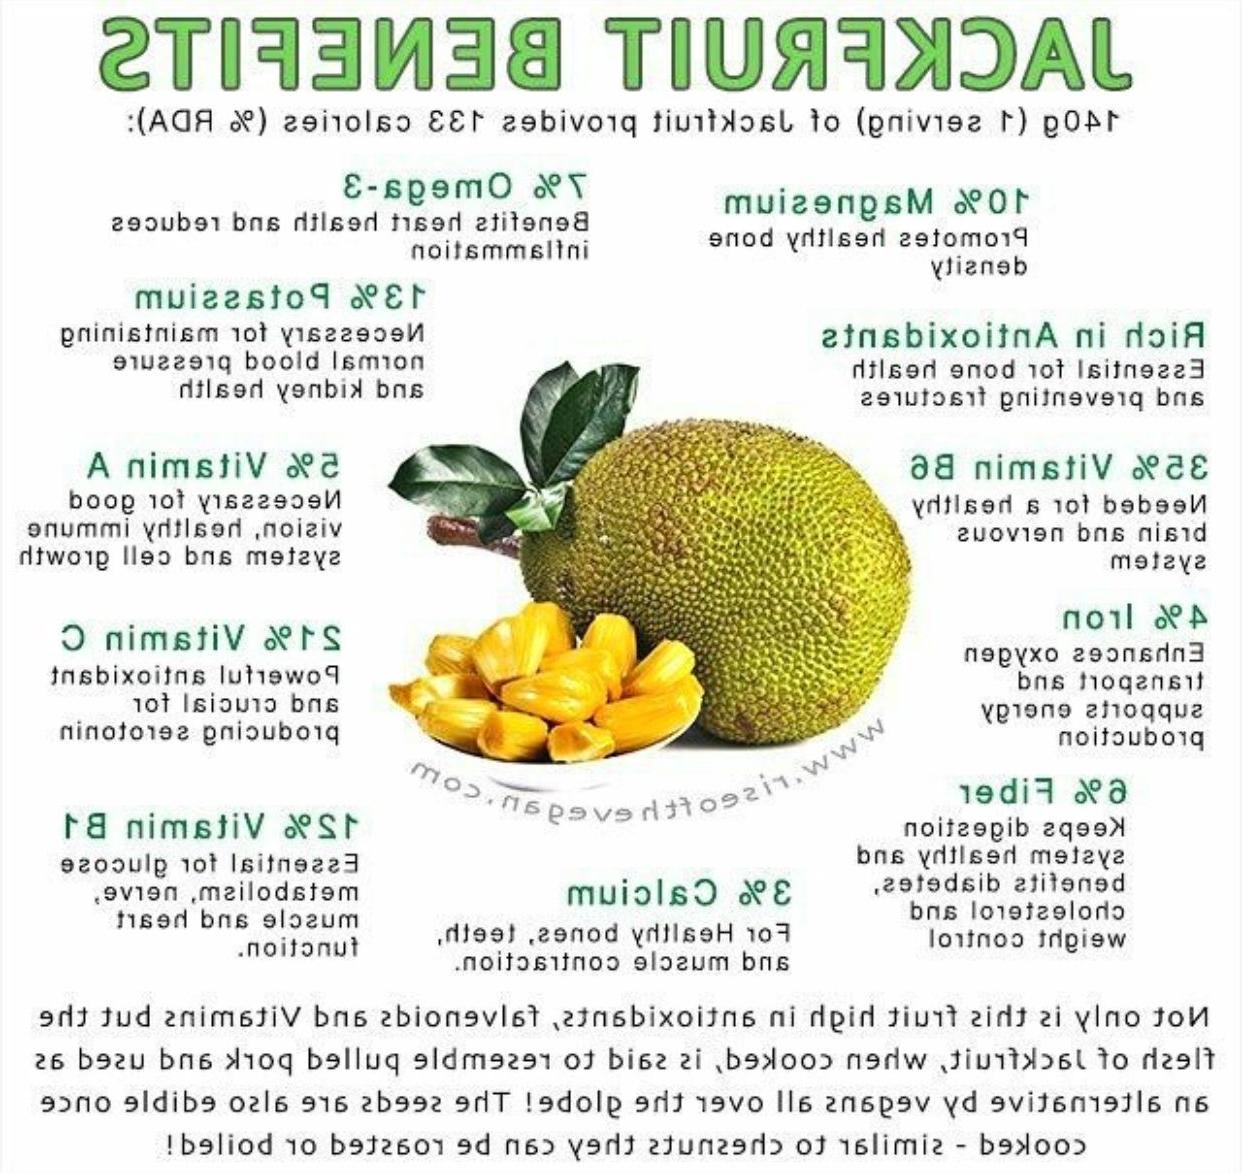 JACKFRUIT BENEFITS
140g (1 serving) of Jackfruit provides 133 calories (% RDA):
10% Magnesium
Promotes healthy bone
density
7% Omega-3
Benefits heart health and reduces
inflammation
Rich in Antioxidants
Essential for bone health
and preventing fractures
13% Potassium
Necessary for maintaining
normal blood pressure
and kidney health
35% Vitamin B6
Needed for a healthy
brain and nervous
system
5% Vitamin A
Necessary for good
vision, healthy immune
system and cell growth
4% Iron
Enhances oxygen
transport and
supports energy
production
21% Vitamin C
Powerful antioxidant
and crucial for
producing serotonin
www.riseofthevegan.com
6% Fiber
Keeps digestion
system healthy and
benefits diabetes,
cholesterol and
weight control
3% Calcium
For Healthy bones, teeth,
and muscle contraction.
12% Vitamin B1
Essential for glucose
metabolism, nerve,
muscle and heart
function.
Not only is this fruit high in antioxidants, falvenoids and Vitamins but the
flesh of Jackfruit, when cooked, is said to resemble pulled pork and used as
an alternative by vegans all over the globe! The seeds are also edible once
cooked - similar to chesnuts they can be roasted or boiled!